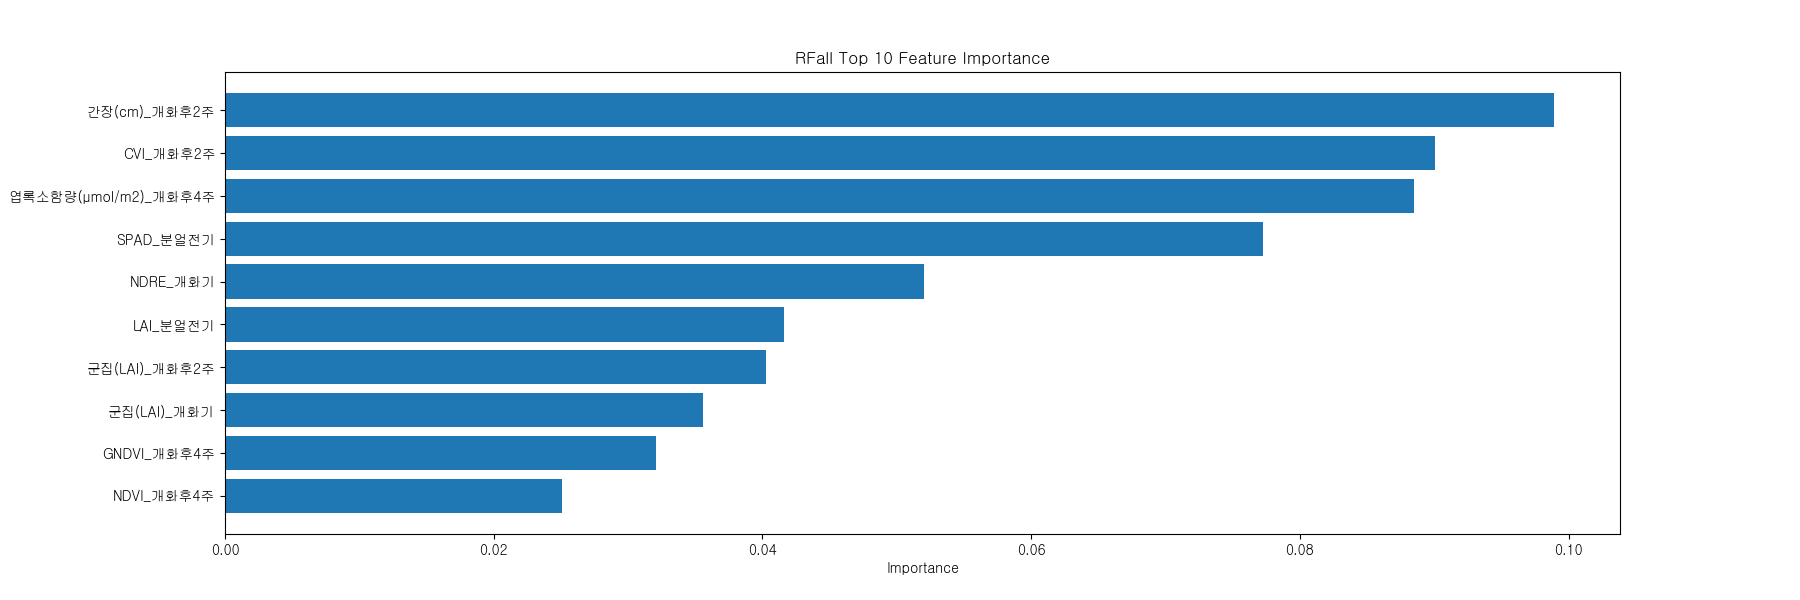 RFall Top 10 Feature Importance
간장(cm)_개화후2주
CVI_개화후2주
엽록소함량(µmol/m2)_개화후4주
SPAD_분얼전기
NDRE_개화기
LAI_분얼전기
군집(LAI)_개화후2주
군집(LAI)_개화기
GNDVI_개화후4주
NDVI_개화후4주
0.00 0.02 0.04 0.06 0.08 0.10
Importance